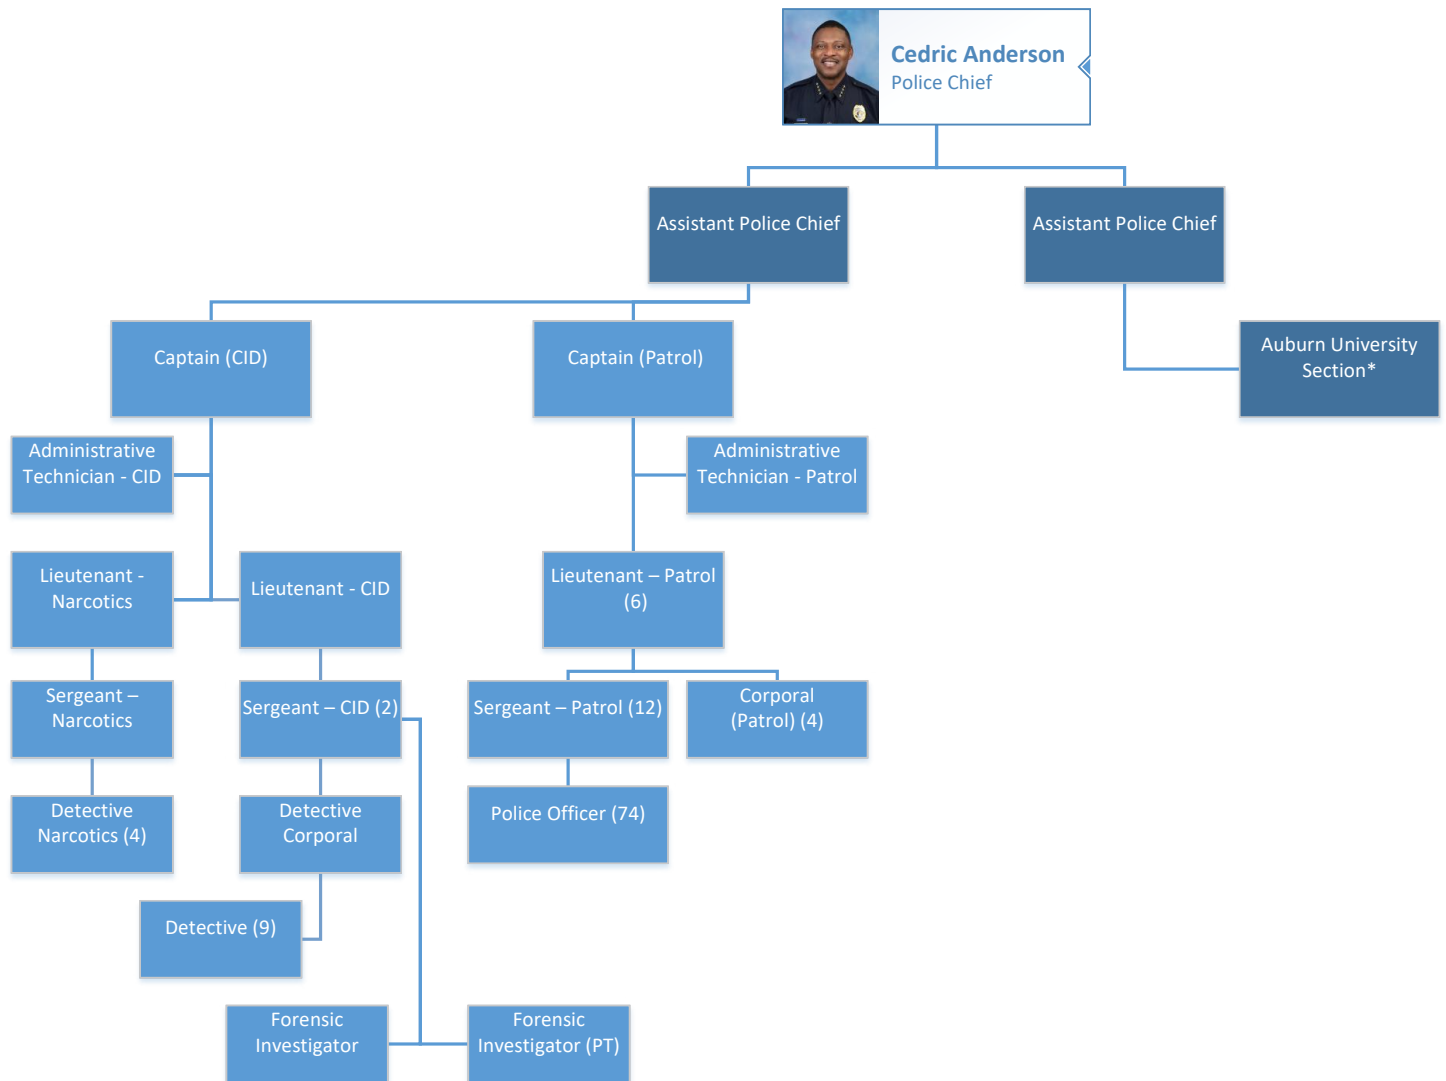 Cedric Anderson
Police Chief
Assistant Police Chief
Assistant Police Chief
Captain (CID)
Captain (Patrol)
Auburn University
Section*
Administrative
Technician - CID
Administrative
Technician - Patrol
Lieutenant -
Narcotics
Lieutenant - CID
Lieutenant – Patrol
(6)
Sergeant –
Narcotics
Sergeant – CID (2)
Sergeant – Patrol (12)
Corporal
(Patrol) (4)
Detective
Narcotics (4)
Detective
Corporal
Police Officer (74)
Detective (9)
Forensic
Investigator
Forensic
Investigator (PT)